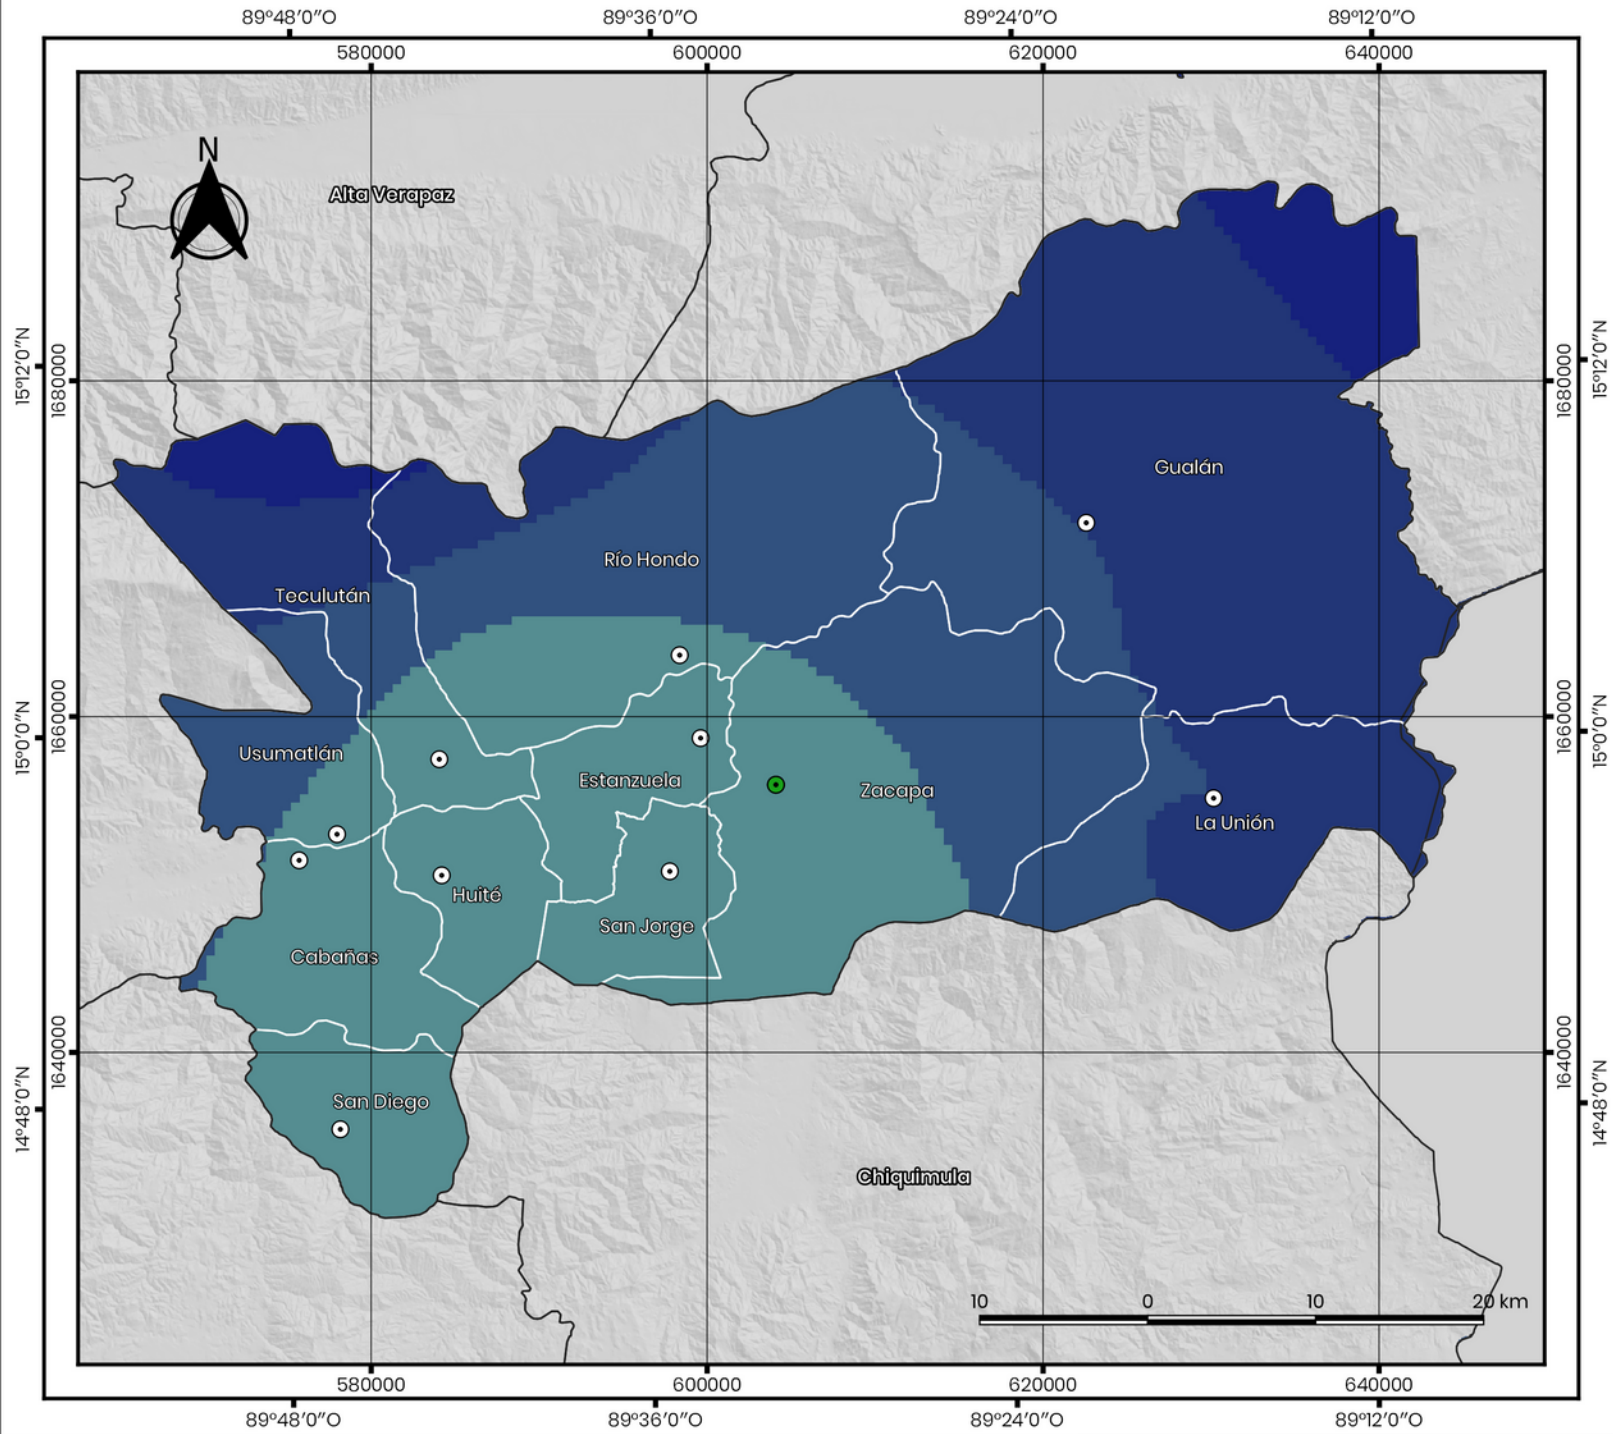 89°48'0"O 89°36'0"O 89°24'0"O 89°12'0"O
580000 600000 620000 640000
N
Alta Verapaz
15°12'0"N 1680000 1680000 15°12'0"N
Gualán
Río Hondo
Teculután
15°0'0"N 1660000 1660000 15°0'0"N
Usumatlán
Estanzuela
Zacapa
La Unión
Huité
San Jorge
Cabañas
14°48'0"N 1640000 1640000 14°48'0"N
San Diego
Chiquimula
10 0 10 20 km
580000 600000 620000 640000
89°48'0"O 89°36'0"O 89°24'0"O 89°12'0"O